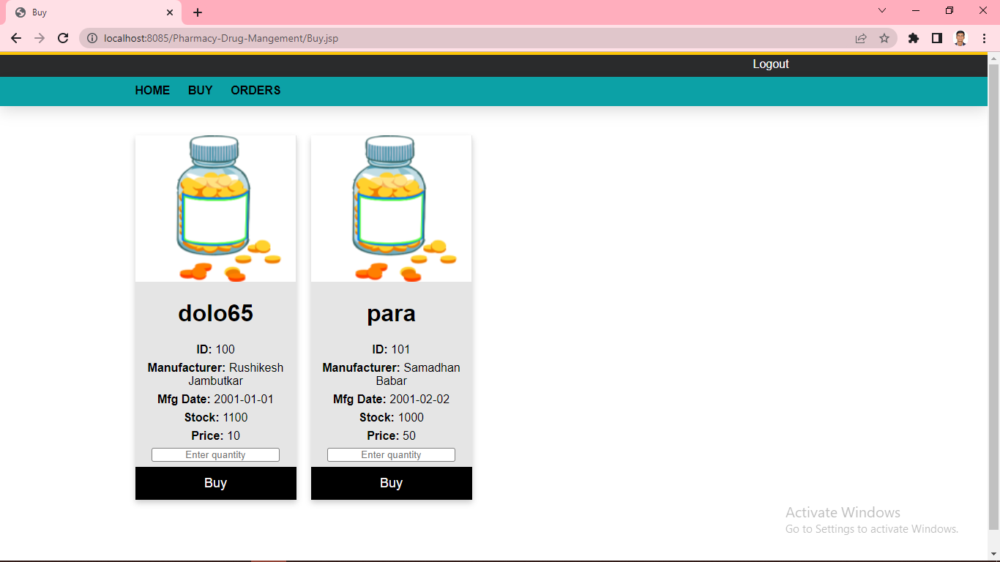 Buy
localhost:8085/Pharmacy-Drug-Mangement/Buy.jsp
Logout
HOME BUY ORDERS
dolo65
ID: 100
Manufacturer: Rushikesh
Jambutkar
Mfg Date: 2001-01-01
Stock: 1100
Price: 10
Enter quantity
Buy
para
ID: 101
Manufacturer: Samadhan
Babar
Mfg Date: 2001-02-02
Stock: 1000
Price: 50
Enter quantity
Buy
Activate Windows
Go to Settings to activate Windows.